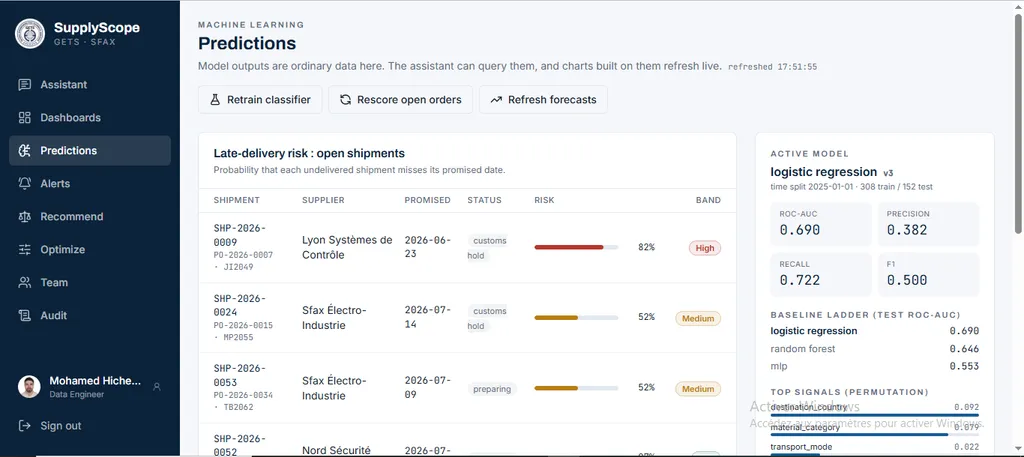 SupplyScope
GETS · SFAX
Assistant
Dashboards
Predictions
Alerts
Recommend
Optimize
Team
Audit
Mohamed Hiche...
Data Engineer
Sign out
MACHINE LEARNING
Predictions
Model outputs are ordinary data here. The assistant can query them, and charts built on them refresh live. refreshed 17:51:55
Retrain classifier
Rescore open orders
Refresh forecasts
Late-delivery risk : open shipments
Probability that each undelivered shipment misses its promised date.
SHIPMENT SUPPLIER PROMISED STATUS RISK BAND
SHP-2026-
0009
PO-2026-0007
· JI2049
Lyon Systèmes de
Contrôle
2026-06-
23
customs
hold
82%
High
SHP-2026-
0024
PO-2026-0015
· MP2055
Sfax Électro-
Industrie
2026-07-
14
customs
hold
52%
Medium
SHP-2026-
0053
PO-2026-0034
· TB2062
Sfax Électro-
Industrie
2026-07-
09
preparing
52%
Medium
SHP-2026-
0052
Nord Sécurité
2026-07-
ACTIVE MODEL
logistic regression v3
time split 2025-01-01 · 308 train / 152 test
ROC-AUC
0.690
PRECISION
0.382
RECALL
0.722
F1
0.500
BASELINE LADDER (TEST ROC-AUC)
logistic regression 0.690
random forest 0.646
mlp 0.553
TOP SIGNALS (PERMUTATION)
destination_country 0.092
material_category 0.079
transport_mode 0.022
Activer Windows
Accédez aux paramètres pour activer Windows.